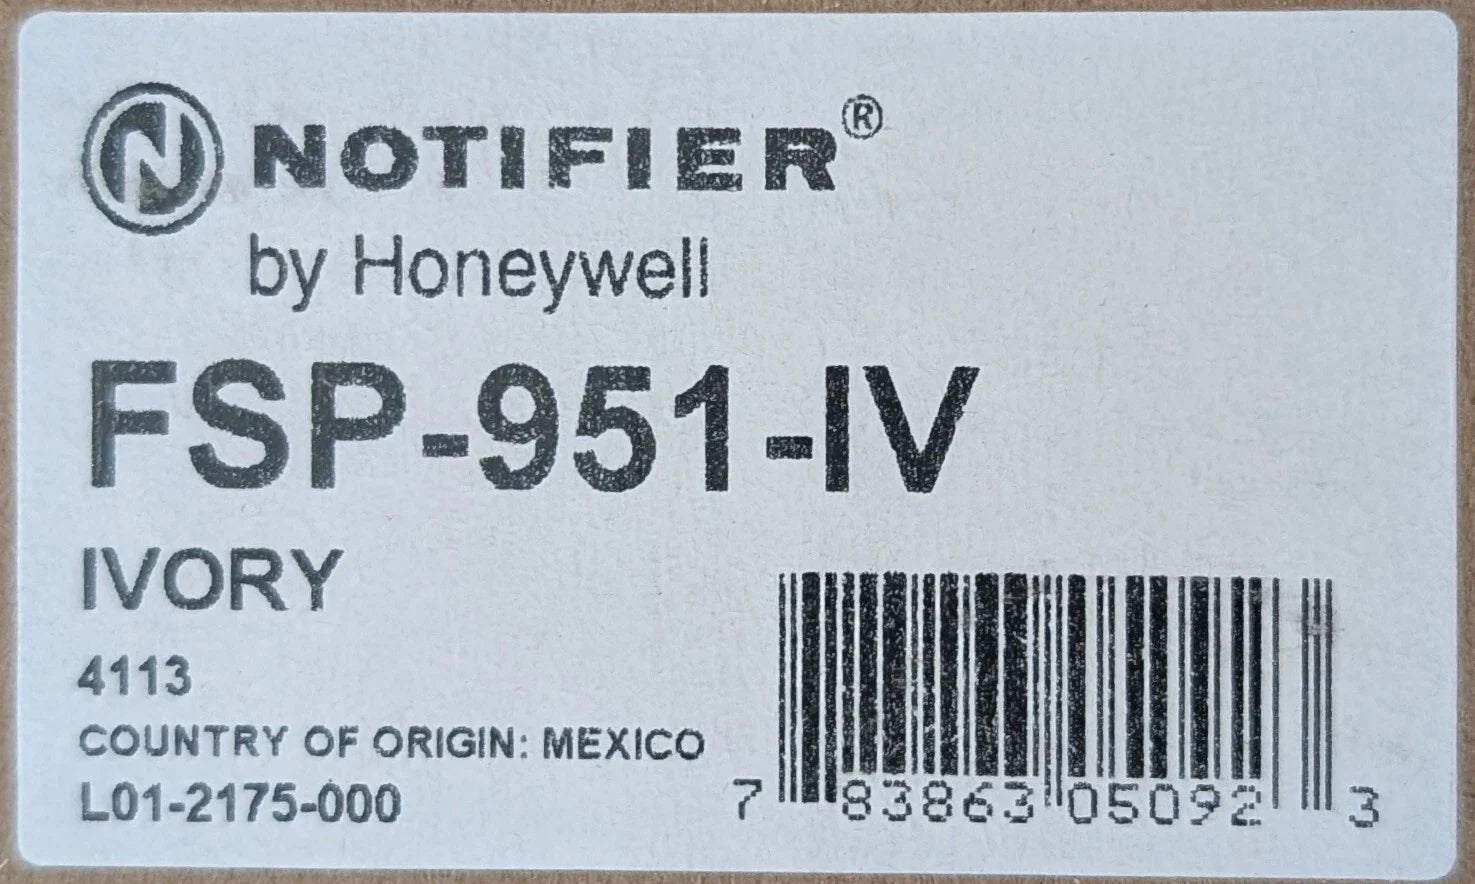 NOTIFIER®
by Honeywell
FSP-951-IV
IVORY
4113
COUNTRY OF ORIGIN: MEXICO
L01-2175-000
7 83863 05092 3